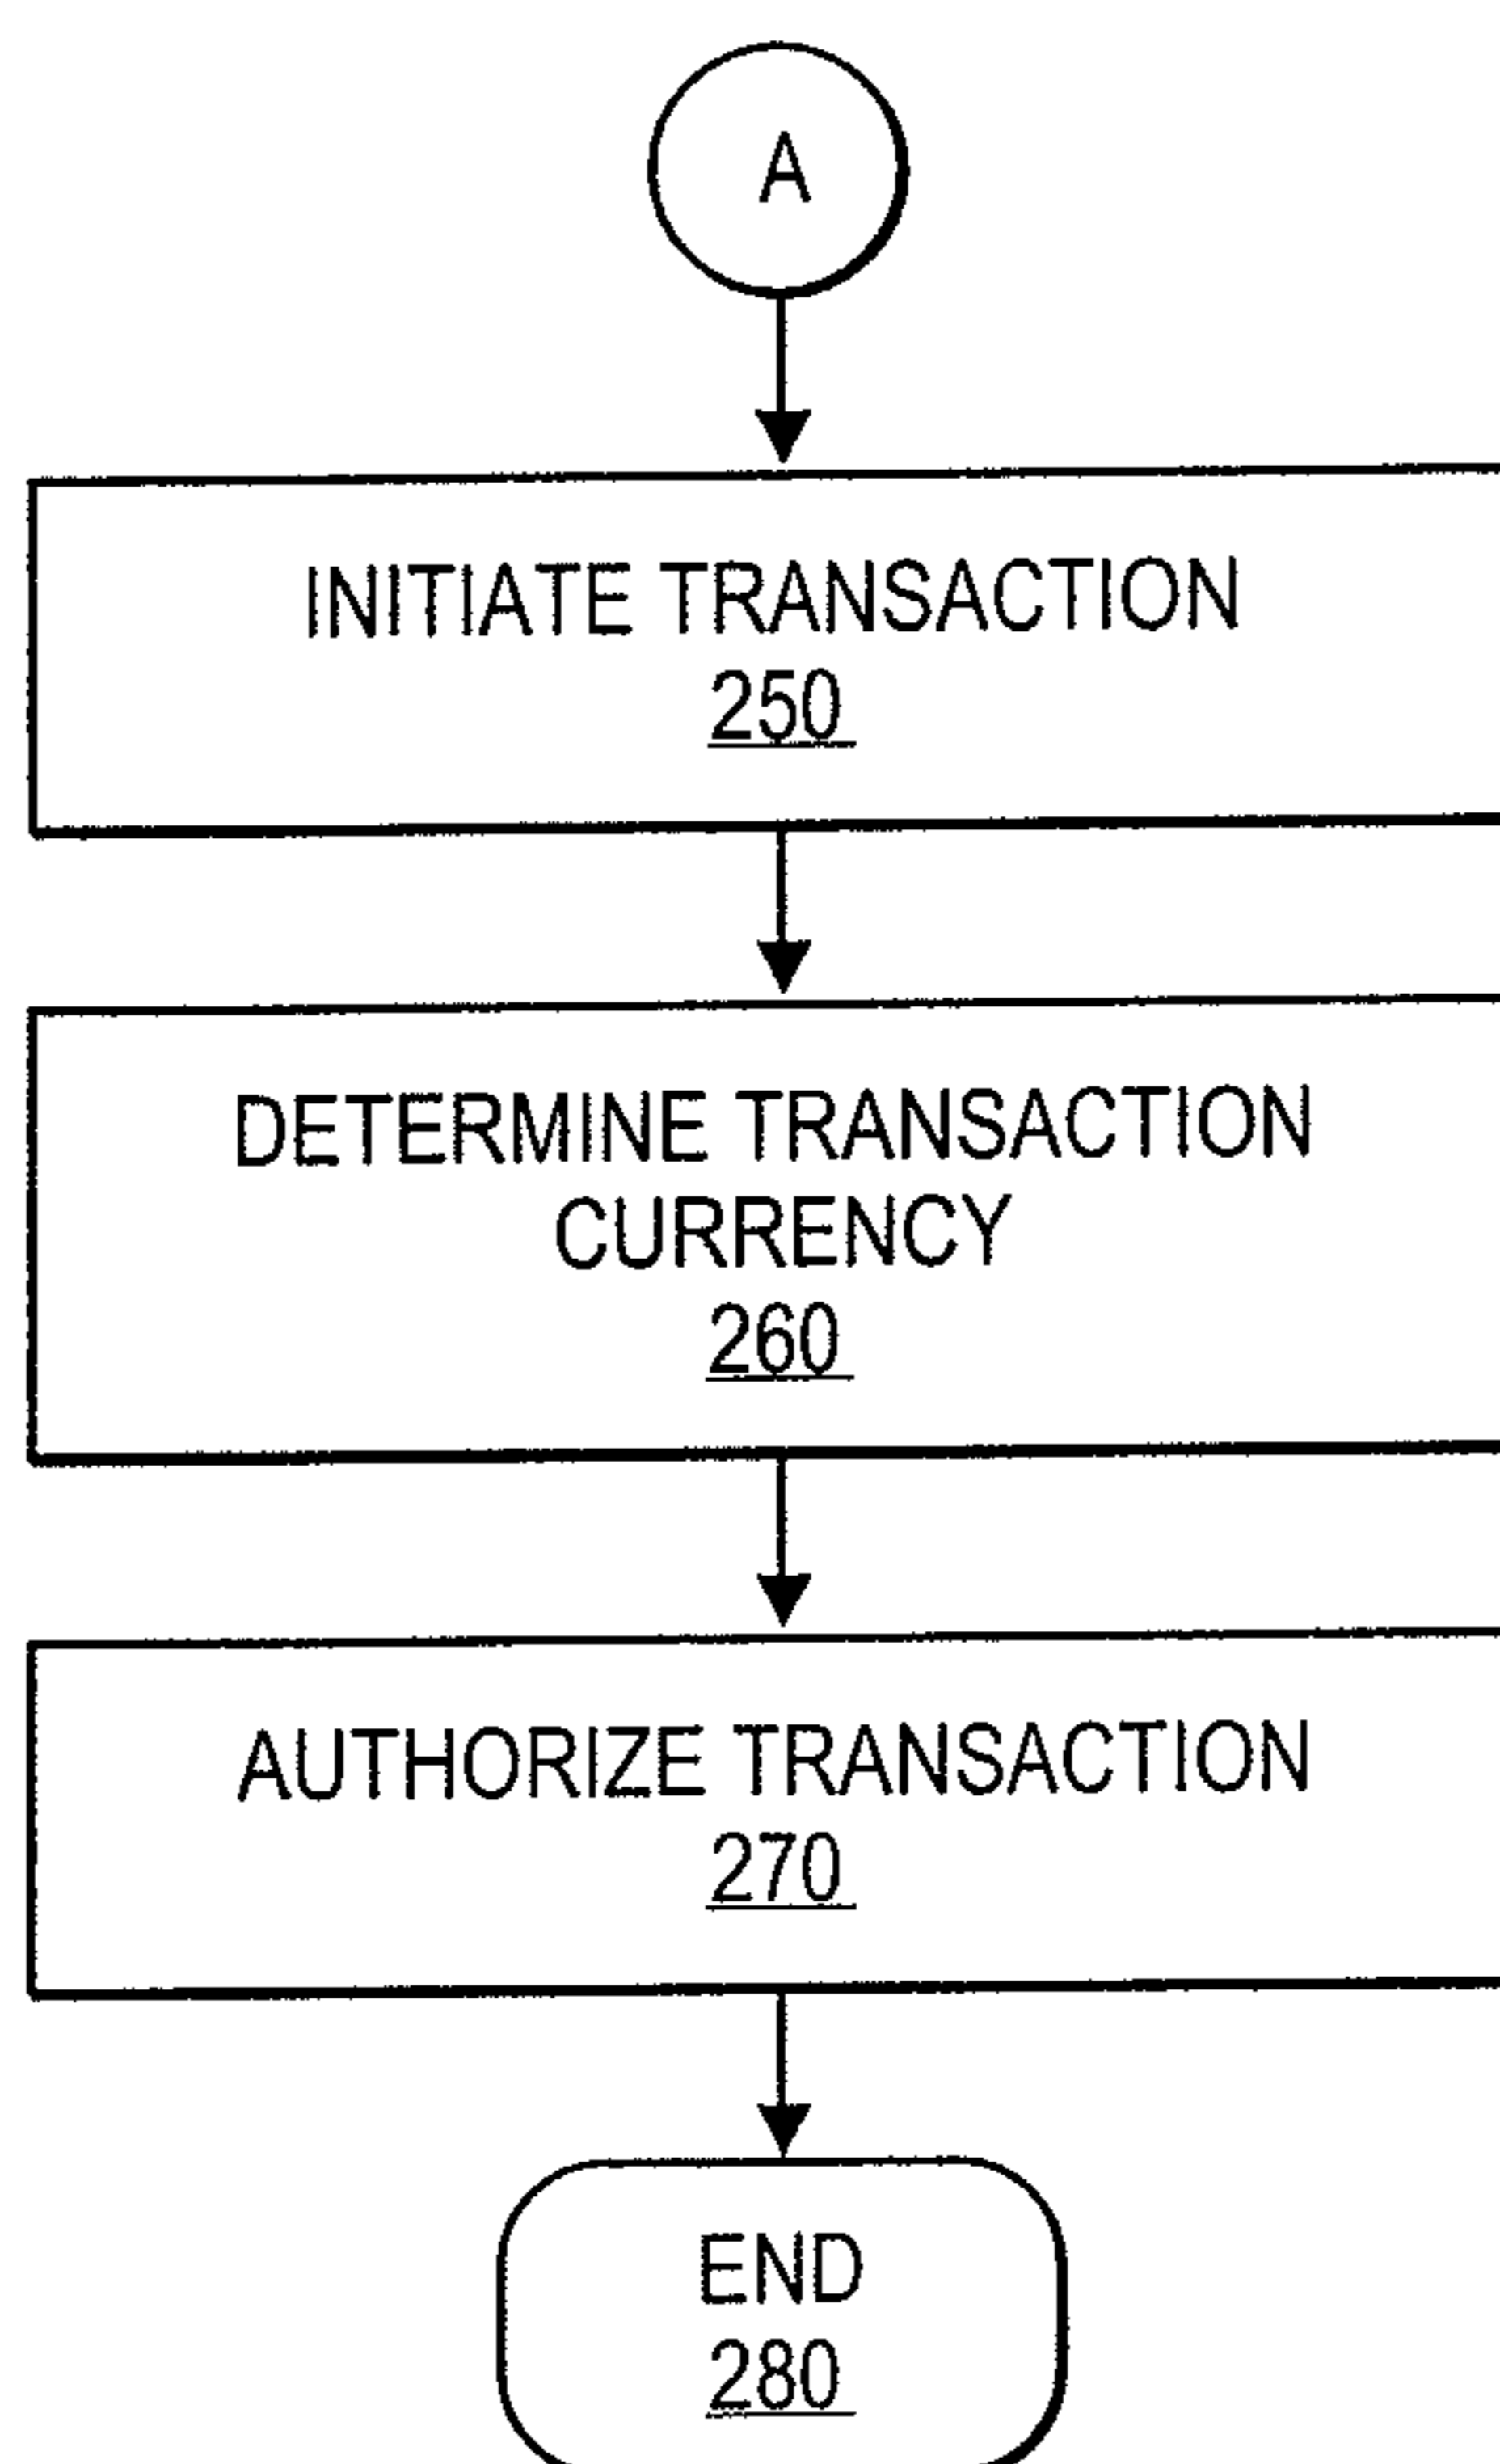 A
INITIATE TRANSACTION
250
DETERMINE TRANSACTION
CURRENCY
260
AUTHORIZE TRANSACTION
270
END
280